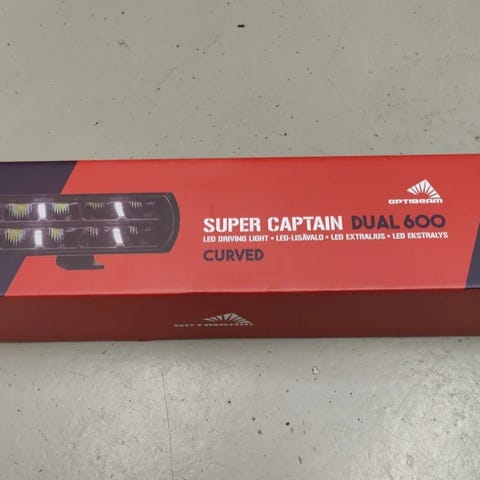 OPTIBEAM
SUPER CAPTAIN DUAL 600
LED DRIVING LIGHT • LED-LISÄVALO • LED EXTRALJUS • LED EKSTRALYS
CURVED
OPTIBEAM